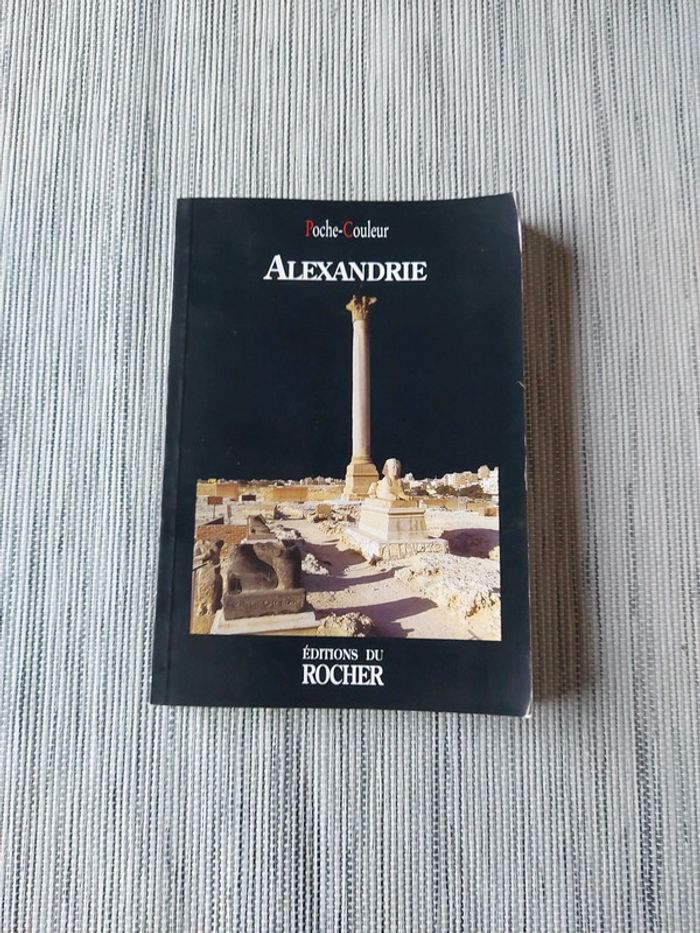 Poche-Couleur
ALEXANDRIE
ÉDITIONS DU
ROCHER